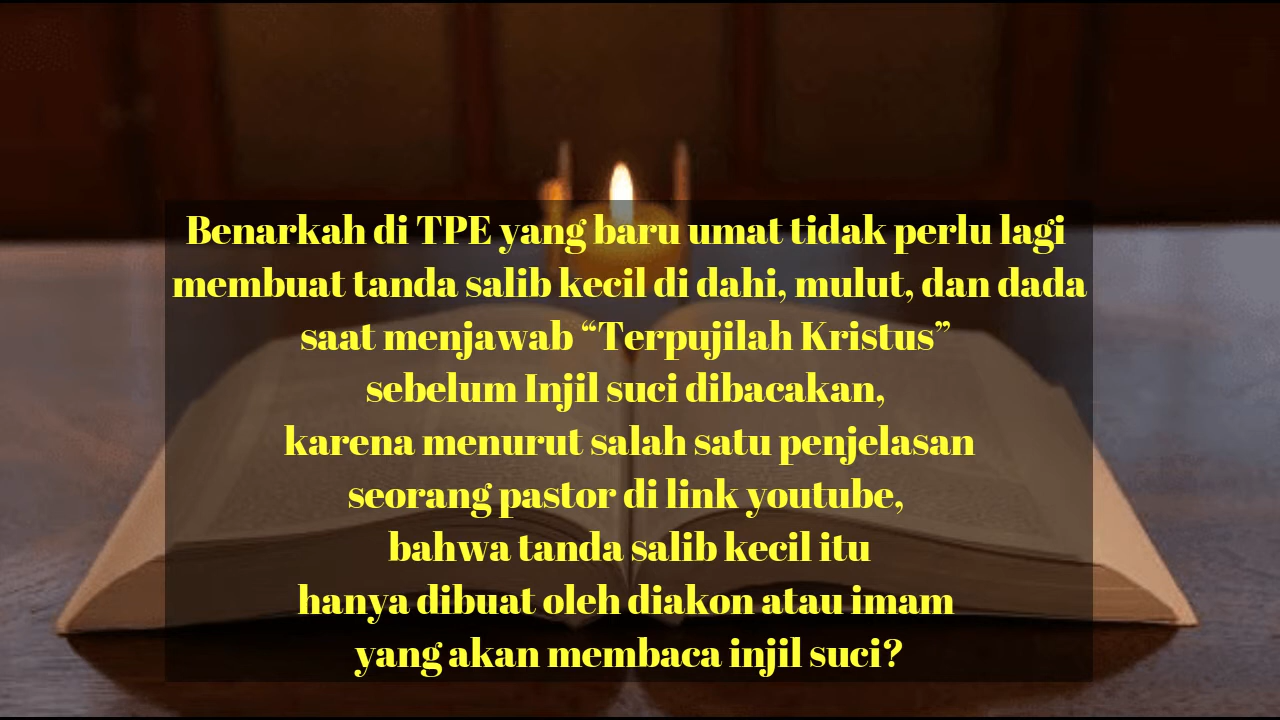 Benarkah di TPE yang baru umat tidak perlu lagi
membuat tanda salib kecil di dahi, mulut, dan dada
saat menjawab “Terpujilah Kristus”
sebelum Injil suci dibacakan,
karena menurut salah satu penjelasan
seorang pastor di link youtube,
bahwa tanda salib kecil itu
hanya dibuat oleh diakon atau imam
yang akan membaca injil suci?